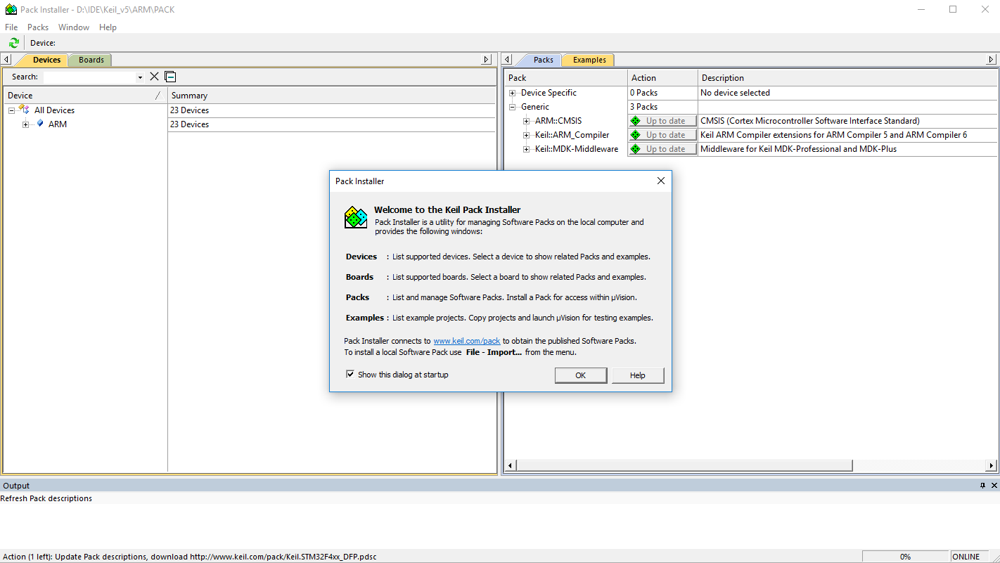 Pack Installer - D:\IDE\Keil_v5\ARM\PACK
File Packs Window Help
Device:
Devices Boards
Search:
Device Summary
All Devices 23 Devices
ARM 23 Devices
Packs Examples
Pack Action Description
Device Specific 0 Packs No device selected
Generic 3 Packs
ARM::CMSIS Up to date CMSIS (Cortex Microcontroller Software Interface Standard)
Keil::ARM_Compiler Up to date Keil ARM Compiler extensions for ARM Compiler 5 and ARM Compiler 6
Keil::MDK-Middleware Up to date Middleware for Keil MDK-Professional and MDK-Plus
Pack Installer
Welcome to the Keil Pack Installer
Pack Installer is a utility for managing Software Packs on the local computer and
provides the following windows:
Devices : List supported devices. Select a device to show related Packs and examples.
Boards : List supported boards. Select a board to show related Packs and examples.
Packs : List and manage Software Packs. Install a Pack for access within µVision.
Examples : List example projects. Copy projects and launch µVision for testing examples.
Pack Installer connects to www.keil.com/pack to obtain the published Software Packs.
To install a local Software Pack use File - Import... from the menu.
Show this dialog at startup
OK Help
Output
Refresh Pack descriptions
Action (1 left): Update Pack descriptions, download http://www.keil.com/pack/Keil.STM32F4xx_DFP.pdsc 0% ONLINE